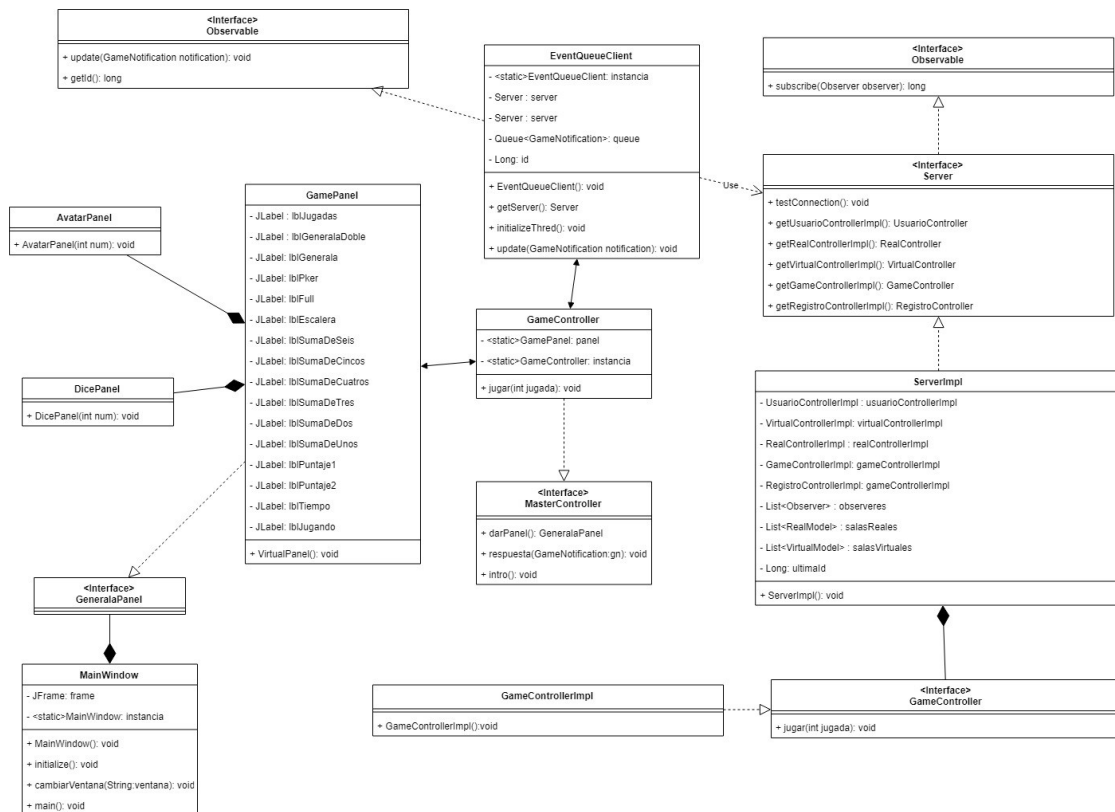 <Interface>
Observable
+ update(GameNotification notification): void
+ getId(): long
EventQueueClient
- <static>EventQueueClient: instancia
- Server : server
- Server : server
- Queue<GameNotification>: queue
- Long: id
+ EventQueueClient(): void
+ getServer(): Server
+ initializeThred(): void
+ update(GameNotification notification): void
<Interface>
Observable
+ subscribe(Observer observer): long
Use
<Interface>
Server
+ testConnection(): void
+ getUsuarioControllerImpl(): UsuarioController
+ getRealControllerImpl(): RealController
+ getVirtualControllerImpl(): VirtualController
+ getGameControllerImpl(): GameController
+ getRegistroControllerImpl(): RegistroController
AvatarPanel
+ AvatarPanel(int num): void
GamePanel
- JLabel : lblJugadas
- JLabel : lblGeneralaDoble
- JLabel: lblGenerala
- JLabel: lblPker
- JLabel: lblFull
- JLabel: lblEscalera
- JLabel: lblSumaDeSeis
- JLabel: lblSumaDeCincos
- JLabel: lblSumaDeCuatros
- JLabel: lblSumaDeTres
- JLabel: lblSumaDeDos
- JLabel: lblSumaDeUnos
- JLabel: lblPuntaje1
- JLabel: lblPuntaje2
- JLabel: lblTiempo
- JLabel: lblJugando
+ VirtualPanel(): void
GameController
- <static>GamePanel: panel
- <static>GameController: instancia
+ jugar(int jugada): void
DicePanel
+ DicePanel(int num): void
ServerImpl
- UsuarioControllerImpl : usuarioControllerImpl
- VirtualControllerImpl: virtualControllerImpl
- RealControllerImpl : realControllerImpl
- GameControllerImpl: gameControllerImpl
- RegistroControllerImpl: gameControllerImpl
- List<Observer> : observeres
- List<RealModel> : salasReales
- List<VirtualModel> : salasVirtuales
- Long: ultimaId
+ ServerImpl(): void
<Interface>
MasterController
+ darPanel(): GeneralaPanel
+ respuesta(GameNotification:gn): void
+ intro(): void
<Interface>
GeneralaPanel
MainWindow
- JFrame: frame
- <static>MainWindow: instancia
+ MainWindow(): void
+ initialize(): void
+ cambiarVentana(String:ventana): void
+ main(): void
GameControllerImpl
+ GameControllerImpl():void
<Interface>
GameController
+ jugar(int jugada): void